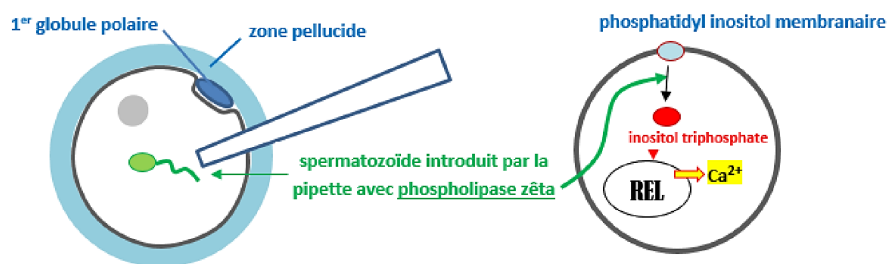 1er globule polaire
zone pellucide
phosphatidyl inositol membranaire
spermatozoïde introduit par la
pipette avec phospholipase zêta
inositol triphosphate
REL
Ca2+